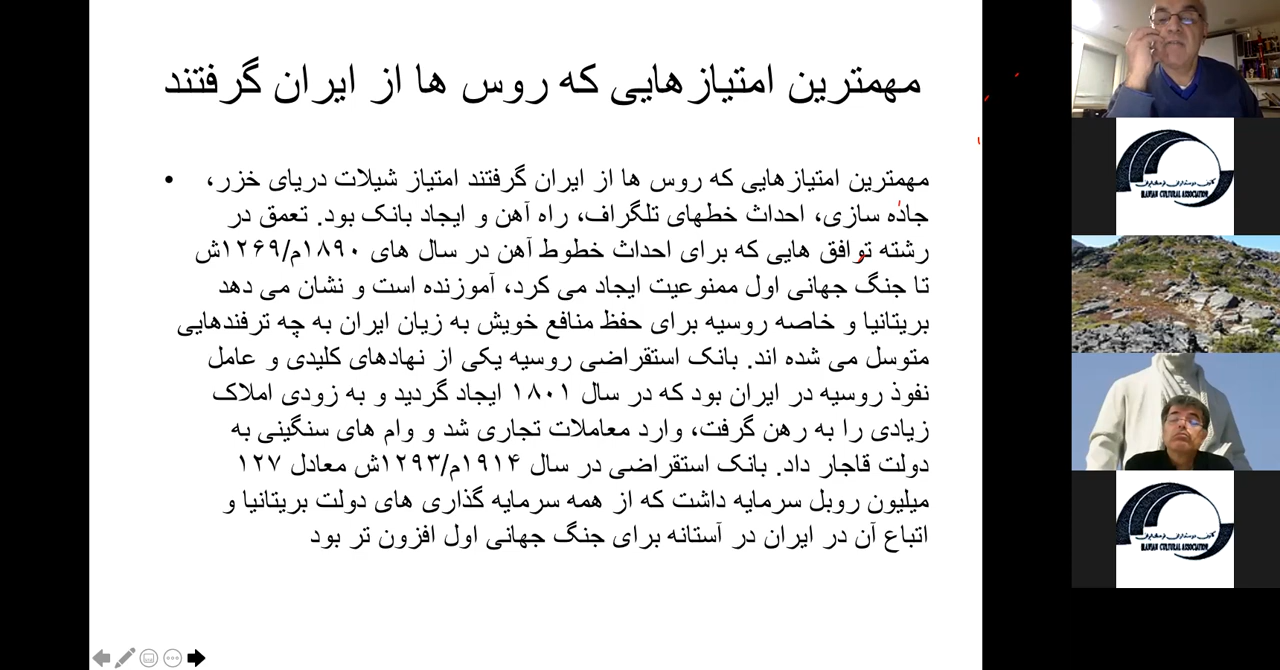 مهمترین امتیازهایی که روس ها از ایران گرفتند
• مهمترین امتیازهایی که روس ها از ایران گرفتند امتیاز شیلات دریای خزر،
جاده سازی، احداث خطهای تلگراف، راه آهن و ایجاد بانک بود. تعمق در
رشته توافق هایی که برای احداث خطوط آهن در سال های ۱۸۹۰م/۱۲۶۹ش
تا جنگ جهانی اول ممنوعیت ایجاد می کرد، آموزنده است و نشان می دهد
بریتانیا و خاصه روسیه برای حفظ منافع خویش به زیان ایران به چه ترفندهایی
متوسل می شده اند. بانک استقراضی روسیه یکی از نهادهای کلیدی و عامل
نفوذ روسیه در ایران بود که در سال ۱۸۰۱ ایجاد گردید و به زودی املاک
زیادی را به رهن گرفت، وارد معاملات تجاری شد و وام های سنگینی به
دولت قاجار داد. بانک استقراضی در سال ۱۹۱۴م/۱۲۹۳ش معادل ۱۲۷
میلیون روبل سرمایه داشت که از همه سرمایه گذاری های دولت بریتانیا و
اتباع آن در ایران در آستانه برای جنگ جهانی اول افزون تر بود
IRANIAN CULTURAL ASSOCIATION
IRANIAN CULTURAL ASSOCIATION